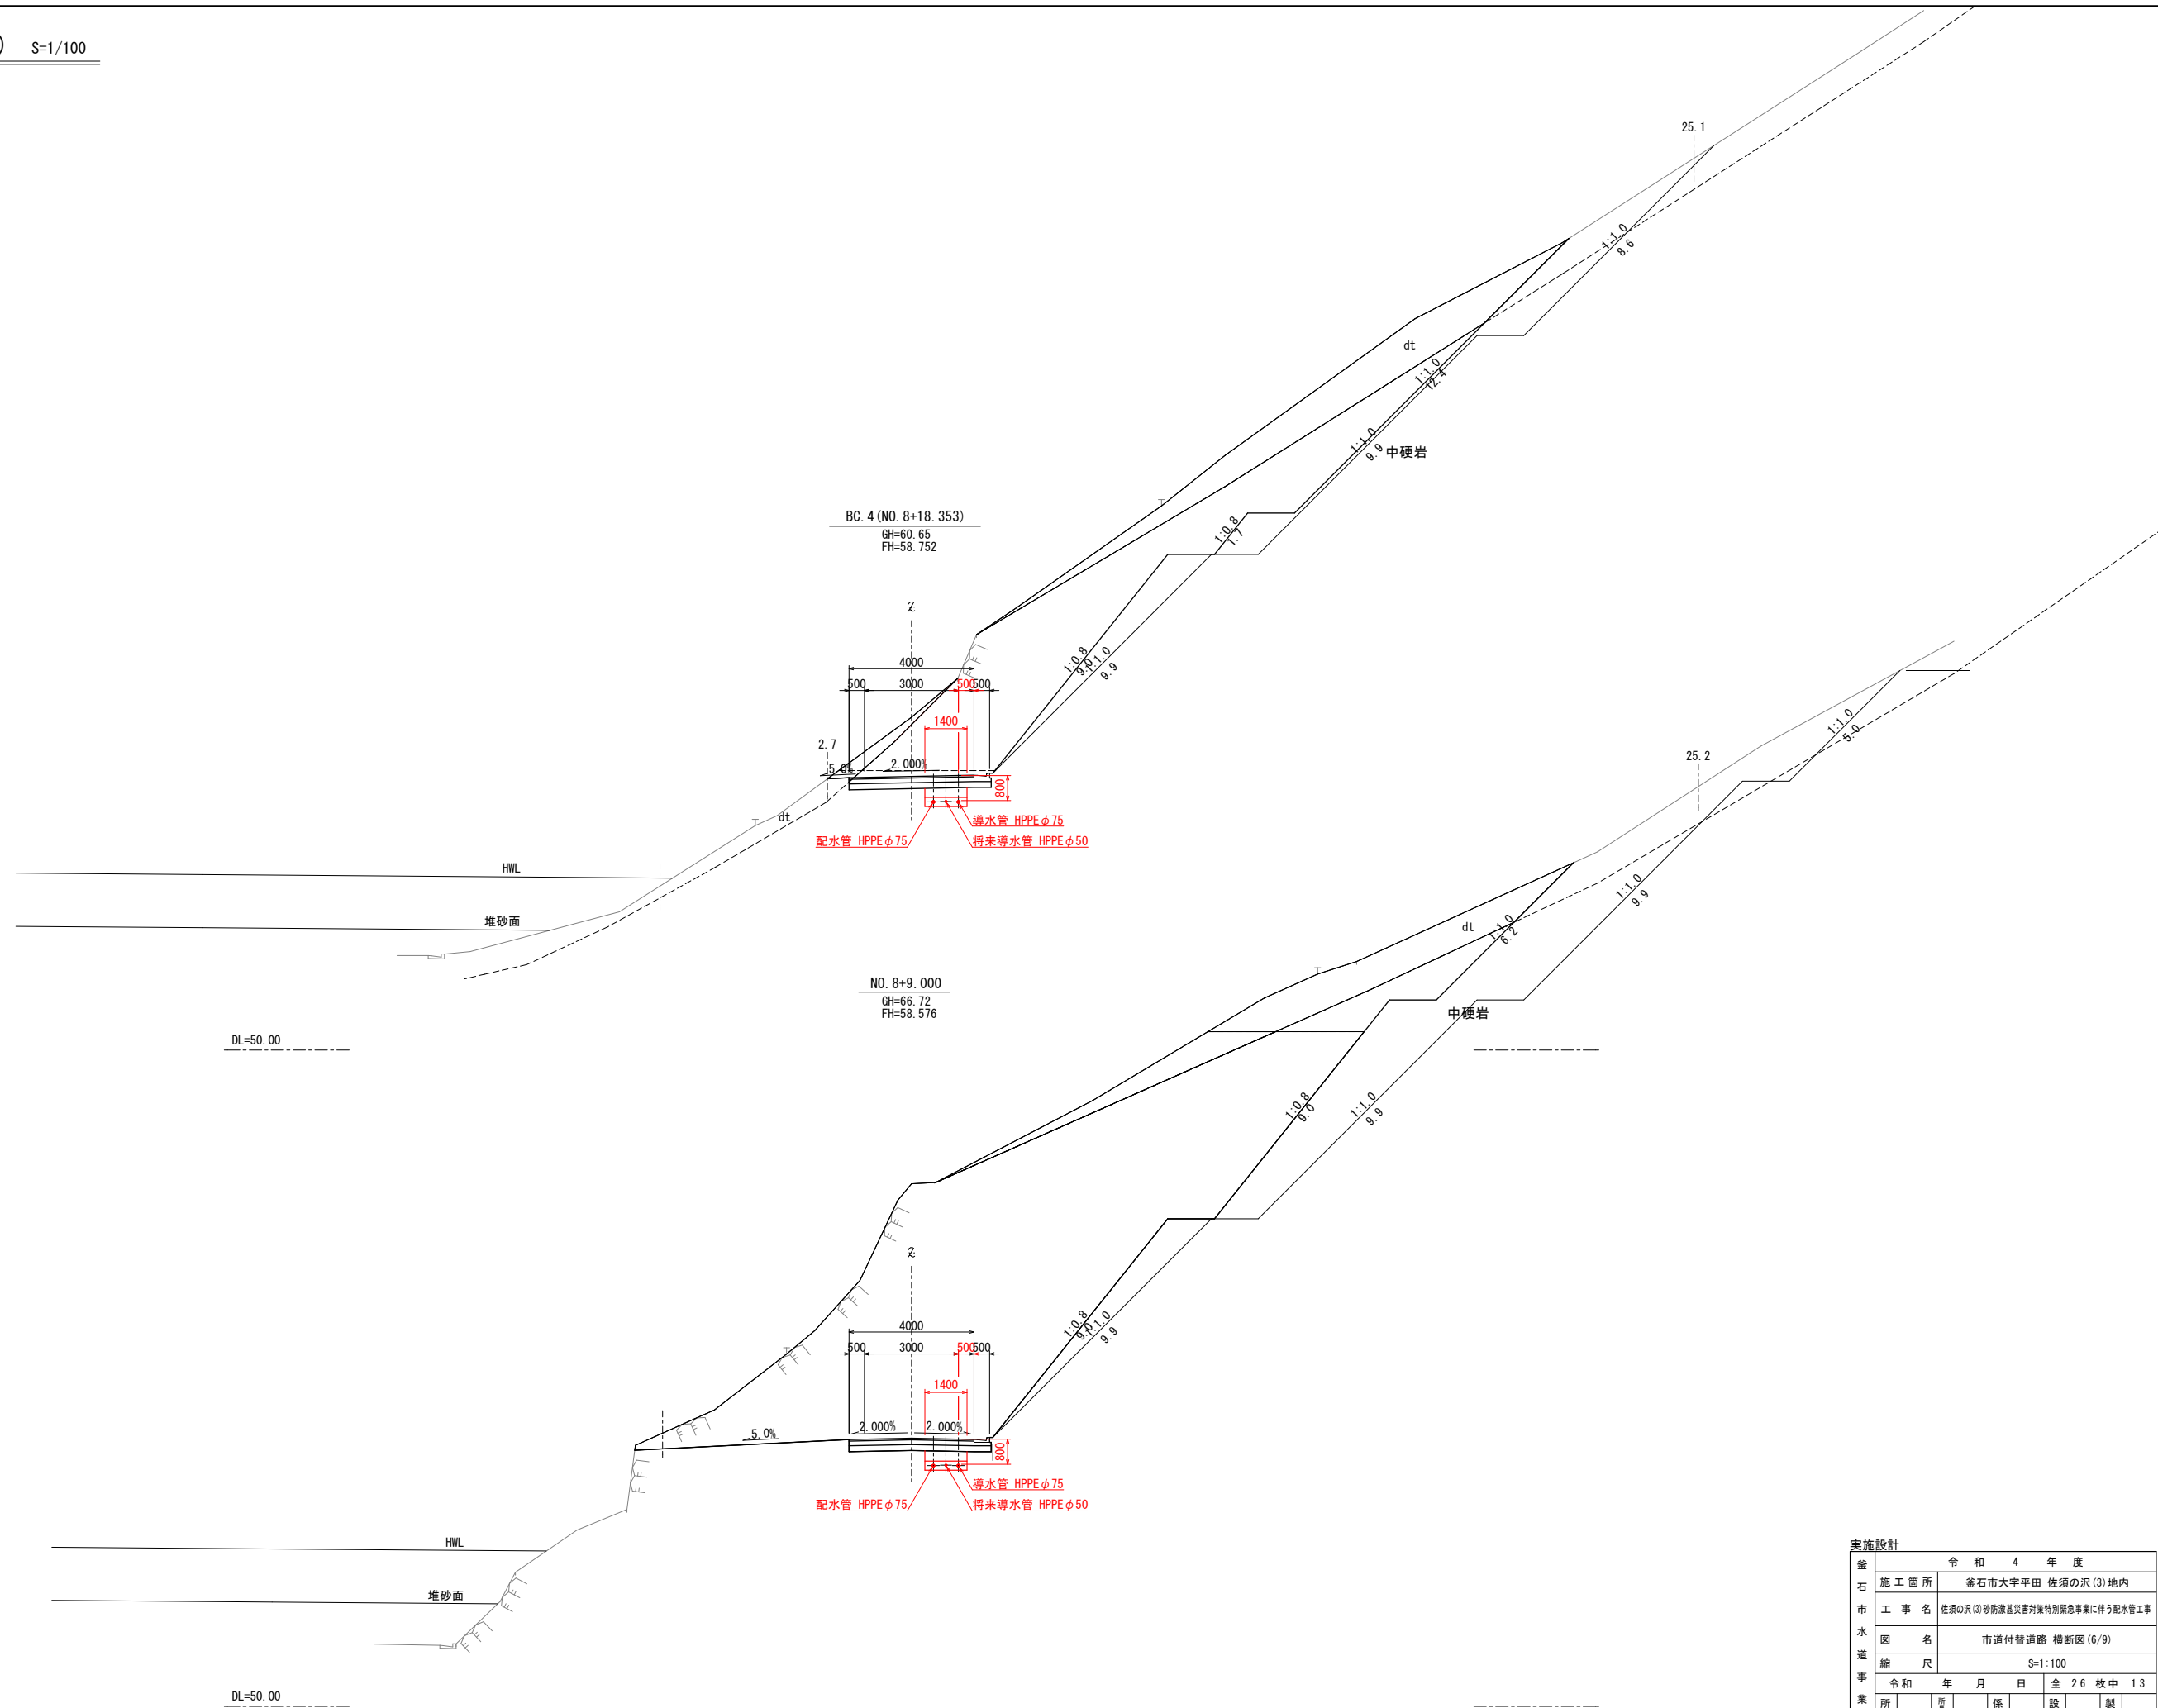 S=1/100
25.1
1:1.0
8.6
dt
1:1.0
12.4
1:1.0
9.9
中硬岩
BC.4(NO.8+18.353)
GH=60.65
FH=58.752
1:0.8
1.7
4000
500 3000 500 500
1400
1:0.8
9.0
1:1.0
9.9
2.7
5.0%
2.000%
800
dt
導水管 HPPEφ75
配水管 HPPEφ75
将来導水管 HPPEφ50
HWL
堆砂面
DL=50.00
25.2
1:1.0
5.0
1:1.0
9.9
dt
1:1.0
6.2
中硬岩
NO.8+9.000
GH=66.72
FH=58.576
1:0.8
9.0
1:1.0
9.9
4000
500 3000 500 500
1400
1:0.8
9.0
1:1.0
9.9
5.0%
2.000%
2.000%
800
導水管 HPPEφ75
配水管 HPPEφ75
将来導水管 HPPEφ50
HWL
堆砂面
DL=50.00
実施設計
釜石市水道事業
令和 4 年度
施工箇所 釜石市大字平田 佐須の沢(3)地内
工事名 佐須の沢(3)砂防激甚災害対策特別緊急事業に伴う配水管工事
図名 市道付替道路 横断図(6/9)
縮尺 S=1:100
令和 年 月 日 全 26 枚中 13
所 係 設 製